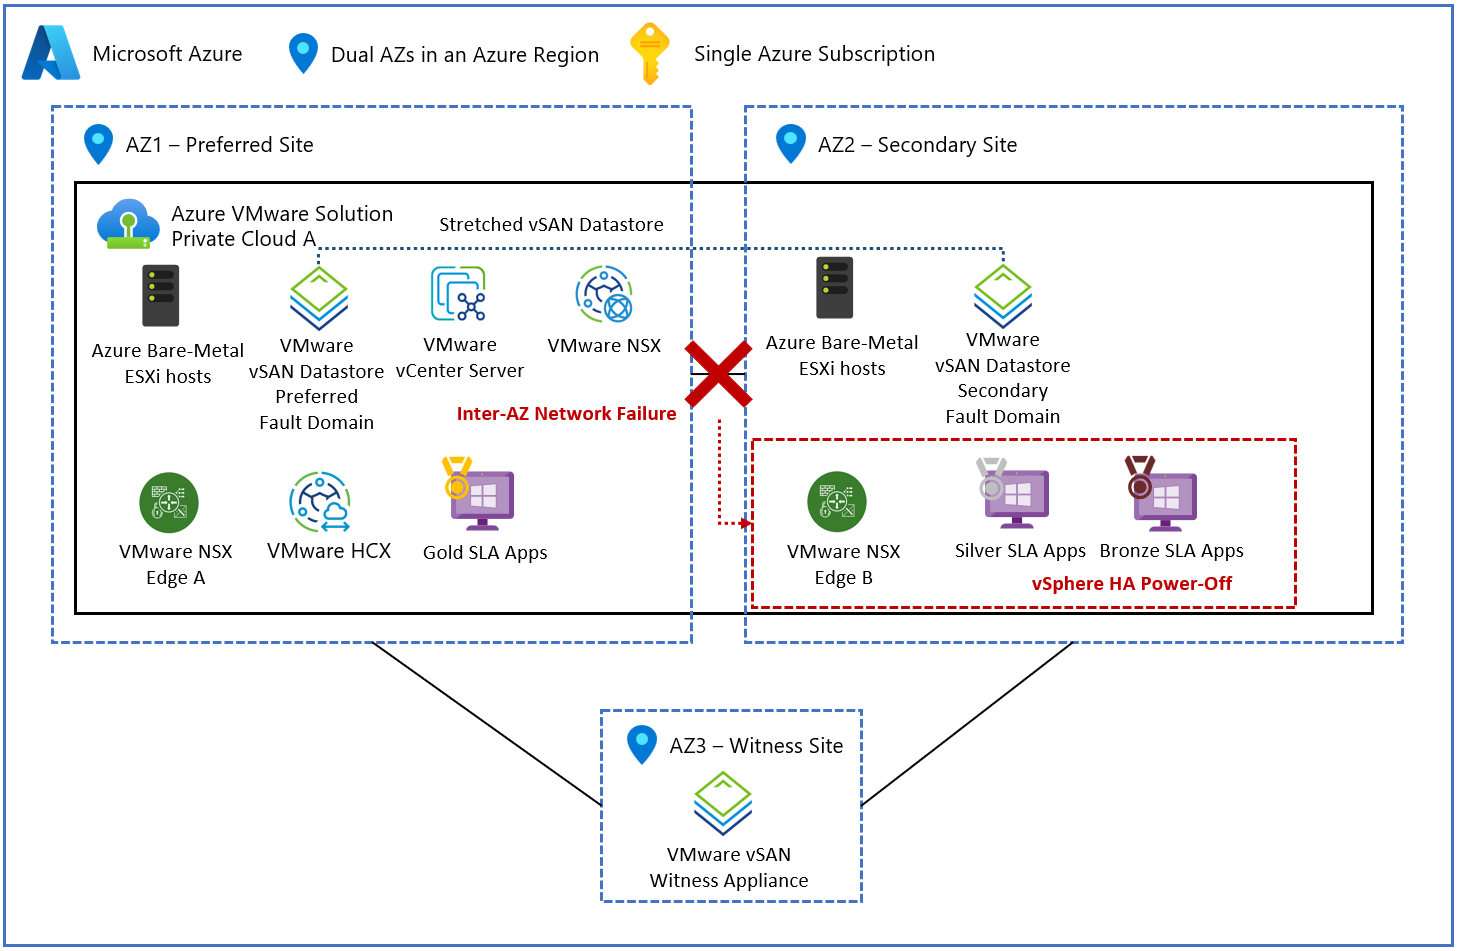 Microsoft Azure
Dual AZs in an Azure Region
Single Azure Subscription
AZ1 – Preferred Site
AZ2 – Secondary Site
Azure VMware Solution
Private Cloud A
Stretched vSAN Datastore
Azure Bare-Metal
ESXi hosts
VMware
vSAN Datastore
Preferred
Fault Domain
VMware
vCenter Server
VMware NSX
Azure Bare-Metal
ESXi hosts
VMware
vSAN Datastore
Secondary
Fault Domain
Inter-AZ Network Failure
VMware NSX
Edge A
VMware HCX
Gold SLA Apps
VMware NSX
Edge B
Silver SLA Apps
Bronze SLA Apps
vSphere HA Power-Off
AZ3 – Witness Site
VMware vSAN
Witness Appliance